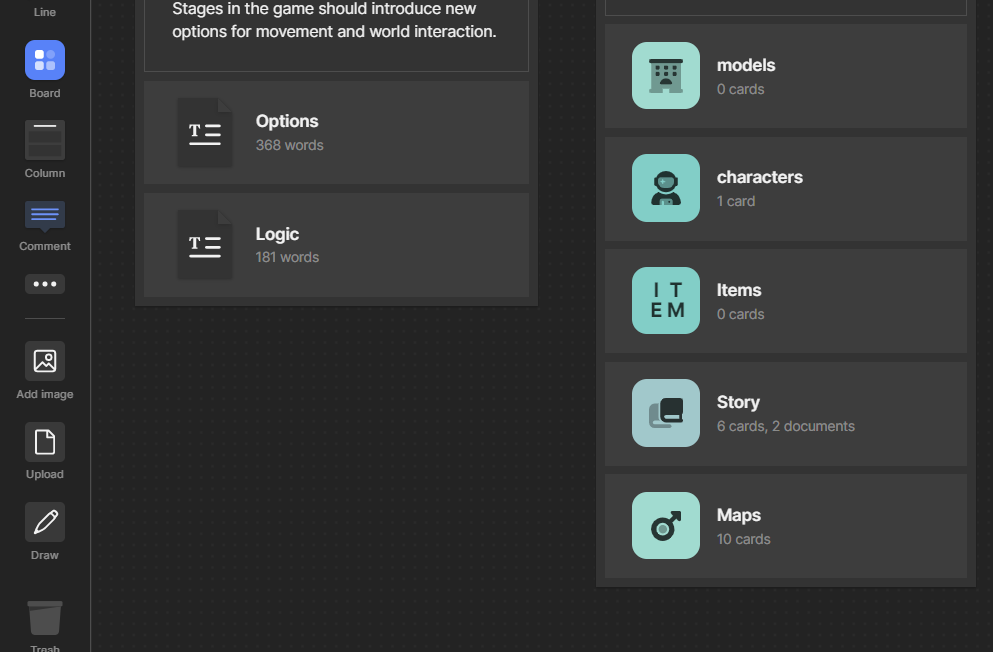 Line
Board
Column
Comment
Add image
Upload
Draw
Trash
Stages in the game should introduce new
options for movement and world interaction.
T
Options
368 words
T
Logic
181 words
models
0 cards
characters
1 card
I T
E M
Items
0 cards
Story
6 cards, 2 documents
Maps
10 cards